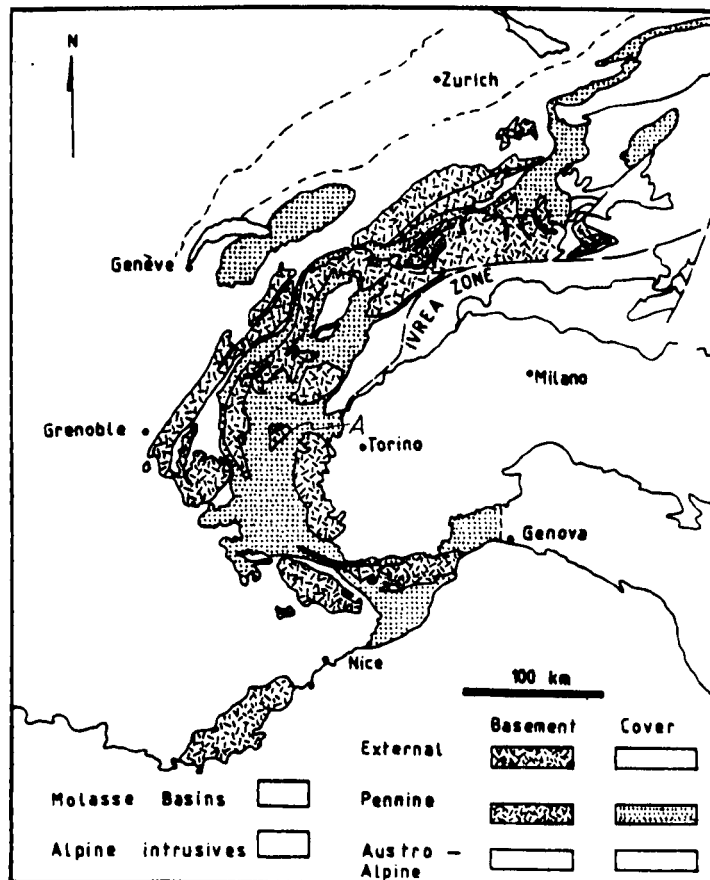 N
Zurich
Genève
IVREA ZONE
Milano
Grenoble
A
Torino
Genova
Nice
100 km
Basement Cover
External
Molasse Basins
Pennine
Alpine intrusives
Austro -
Alpine